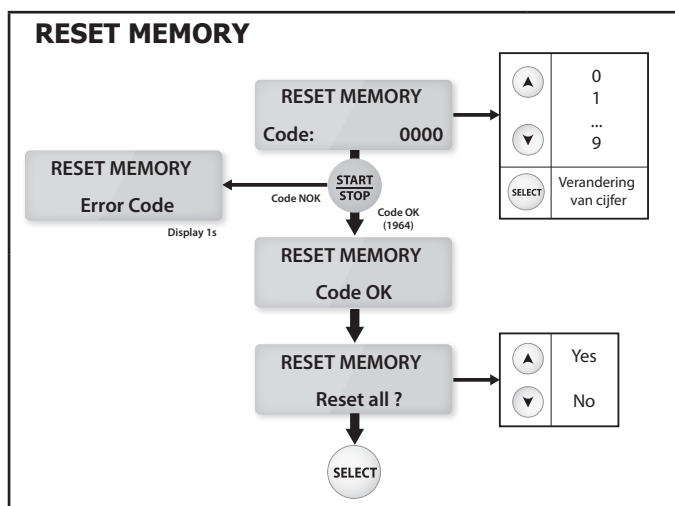 RESET MEMORY
RESET MEMORY
Code: 0000
0
1
...
9
SELECT
Verandering
van cijfer
RESET MEMORY
Error Code
Display 1s
Code NOK
START
STOP
Code OK
(1964)
RESET MEMORY
Code OK
RESET MEMORY
Reset all ?
Yes
No
SELECT